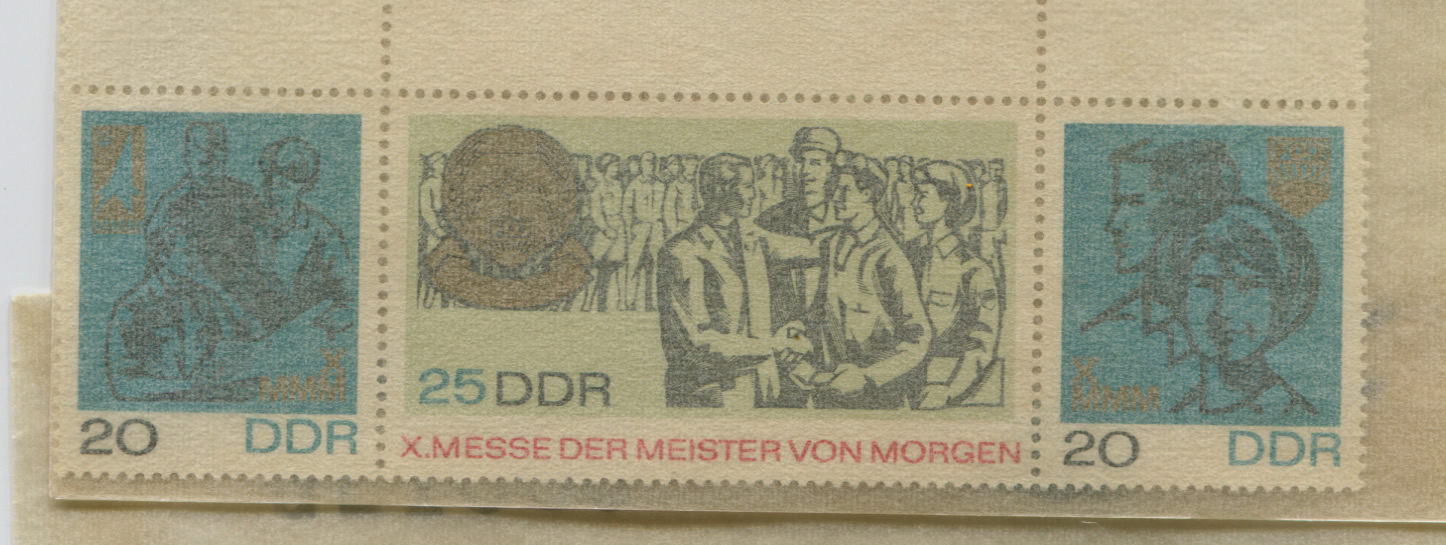 X
MMM
20 DDR
25 DDR
X. MESSE DER MEISTER VON MORGEN
X
MMM
20 DDR